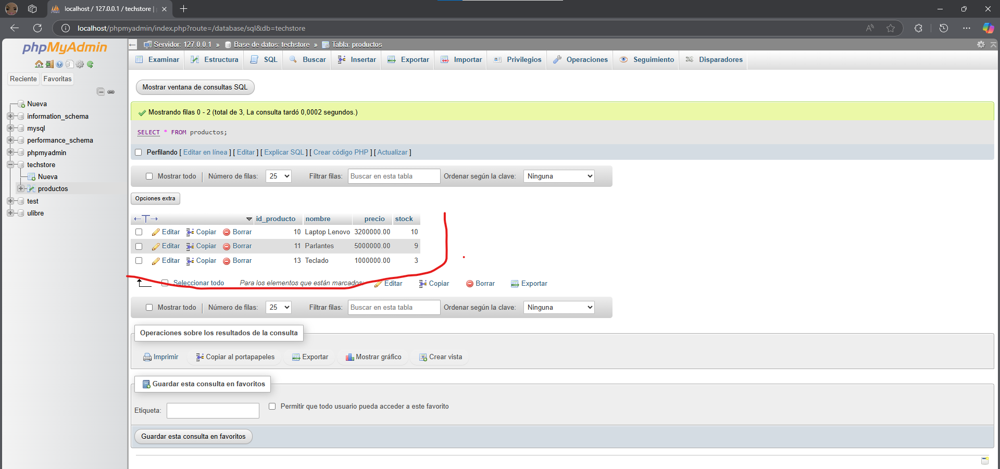 localhost / 127.0.0.1 / techstore |
localhost/phpmyadmin/index.php?route=/database/sql&db=techstore
phpMyAdmin
Reciente Favoritas
Nueva
information_schema
mysql
performance_schema
phpmyadmin
techstore
Nueva
productos
test
ulibre
Servidor: 127.0.0.1 » Base de datos: techstore » Tabla: productos
Examinar Estructura SQL Buscar Insertar Exportar Importar Privilegios Operaciones Seguimiento Disparadores
Mostrar ventana de consultas SQL
Mostrando filas 0 - 2 (total de 3, La consulta tardó 0,0002 segundos.)
SELECT * FROM productos;
Perfilando [ Editar en línea ] [ Editar ] [ Explicar SQL ] [ Crear código PHP ] [ Actualizar ]
Mostrar todo | Número de filas: 25 Filtrar filas: Buscar en esta tabla Ordenar según la clave: Ninguna
Opciones extra
←T→ id_producto nombre precio stock
Editar Copiar Borrar 10 Laptop Lenovo 3200000.00 10
Editar Copiar Borrar 11 Parlantes 5000000.00 9
Editar Copiar Borrar 13 Teclado 1000000.00 3
Seleccionar todo Para los elementos que están marcados: Editar Copiar Borrar Exportar
Mostrar todo | Número de filas: 25 Filtrar filas: Buscar en esta tabla Ordenar según la clave: Ninguna
Operaciones sobre los resultados de la consulta
Imprimir Copiar al portapapeles Exportar Mostrar gráfico Crear vista
Guardar esta consulta en favoritos
Etiqueta: Permitir que todo usuario pueda acceder a este favorito
Guardar esta consulta en favoritos